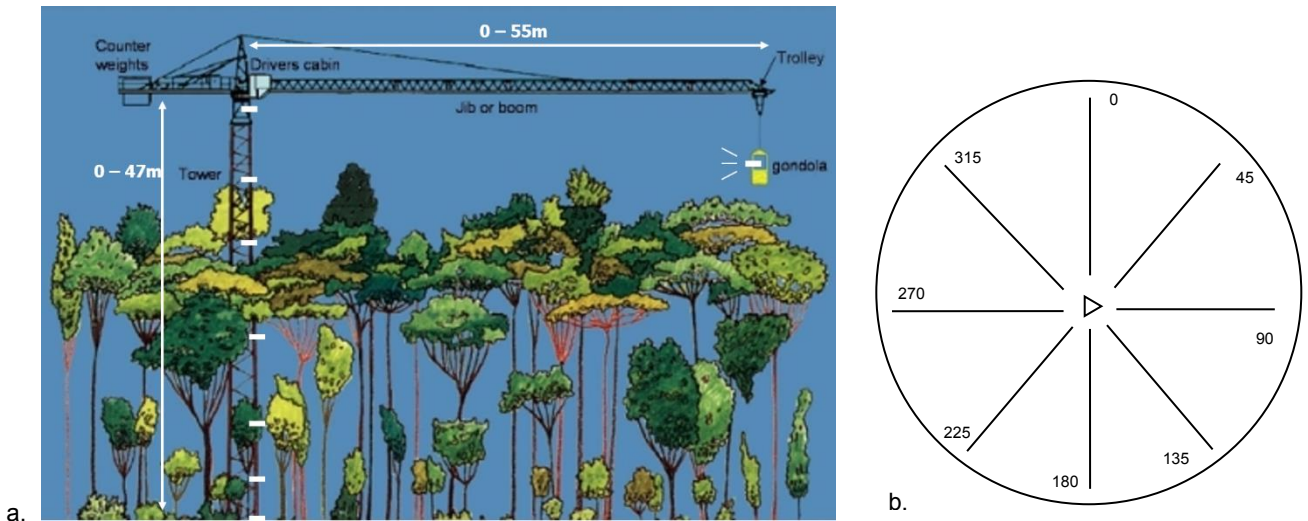 0 – 55m
Counter
weights
Drivers cabin
Trolley
Jib or boom
0 – 47m
Tower
gondola
a.
0
315
45
270
90
225
135
180
b.